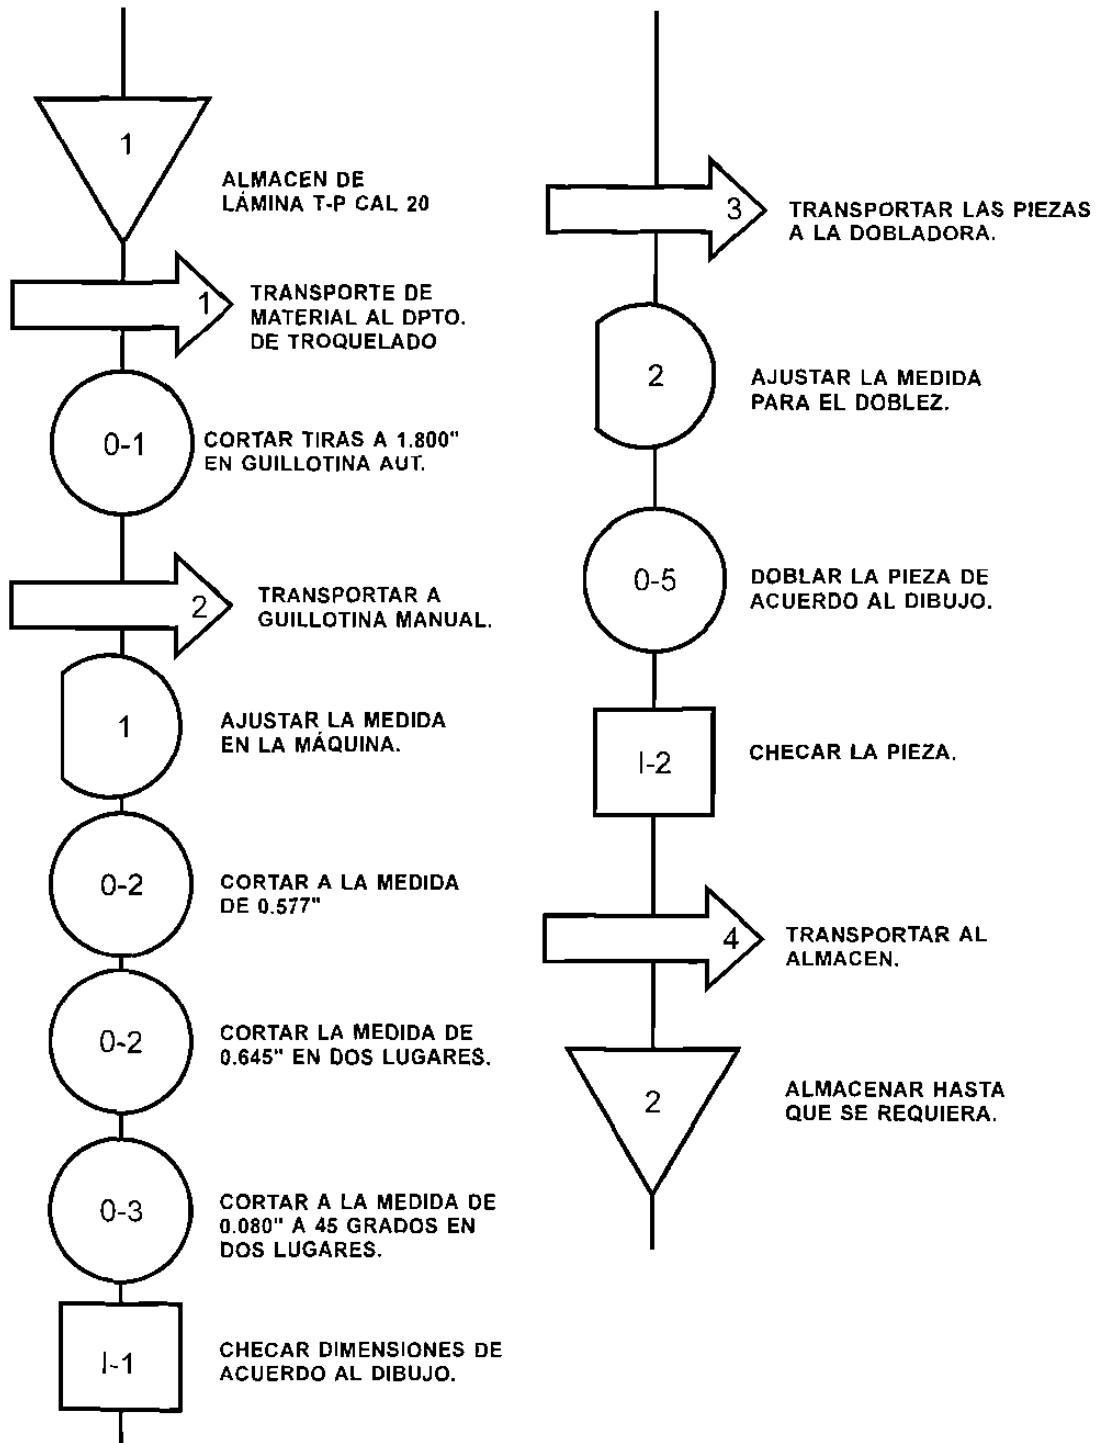 1
ALMACEN DE
LÁMINA T-P CAL 20
1
TRANSPORTE DE
MATERIAL AL DPTO.
DE TROQUELADO
0-1
CORTAR TIRAS A 1.800"
EN GUILLOTINA AUT.
2
TRANSPORTAR A
GUILLOTINA MANUAL.
1
AJUSTAR LA MEDIDA
EN LA MÁQUINA.
0-2
CORTAR A LA MEDIDA
DE 0.577"
0-2
CORTAR LA MEDIDA DE
0.645" EN DOS LUGARES.
0-3
CORTAR A LA MEDIDA DE
0.080" A 45 GRADOS EN
DOS LUGARES.
I-1
CHECAR DIMENSIONES DE
ACUERDO AL DIBUJO.
3
TRANSPORTAR LAS PIEZAS
A LA DOBLADORA.
2
AJUSTAR LA MEDIDA
PARA EL DOBLEZ.
0-5
DOBLAR LA PIEZA DE
ACUERDO AL DIBUJO.
I-2
CHECAR LA PIEZA.
4
TRANSPORTAR AL
ALMACEN.
2
ALMACENAR HASTA
QUE SE REQUIERA.